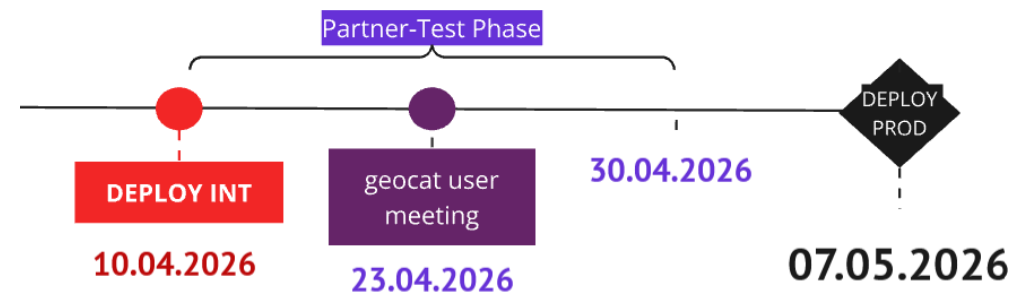 Partner-Test Phase
DEPLOY
PROD
DEPLOY INT
geocat user
meeting
30.04.2026
10.04.2026
23.04.2026
07.05.2026